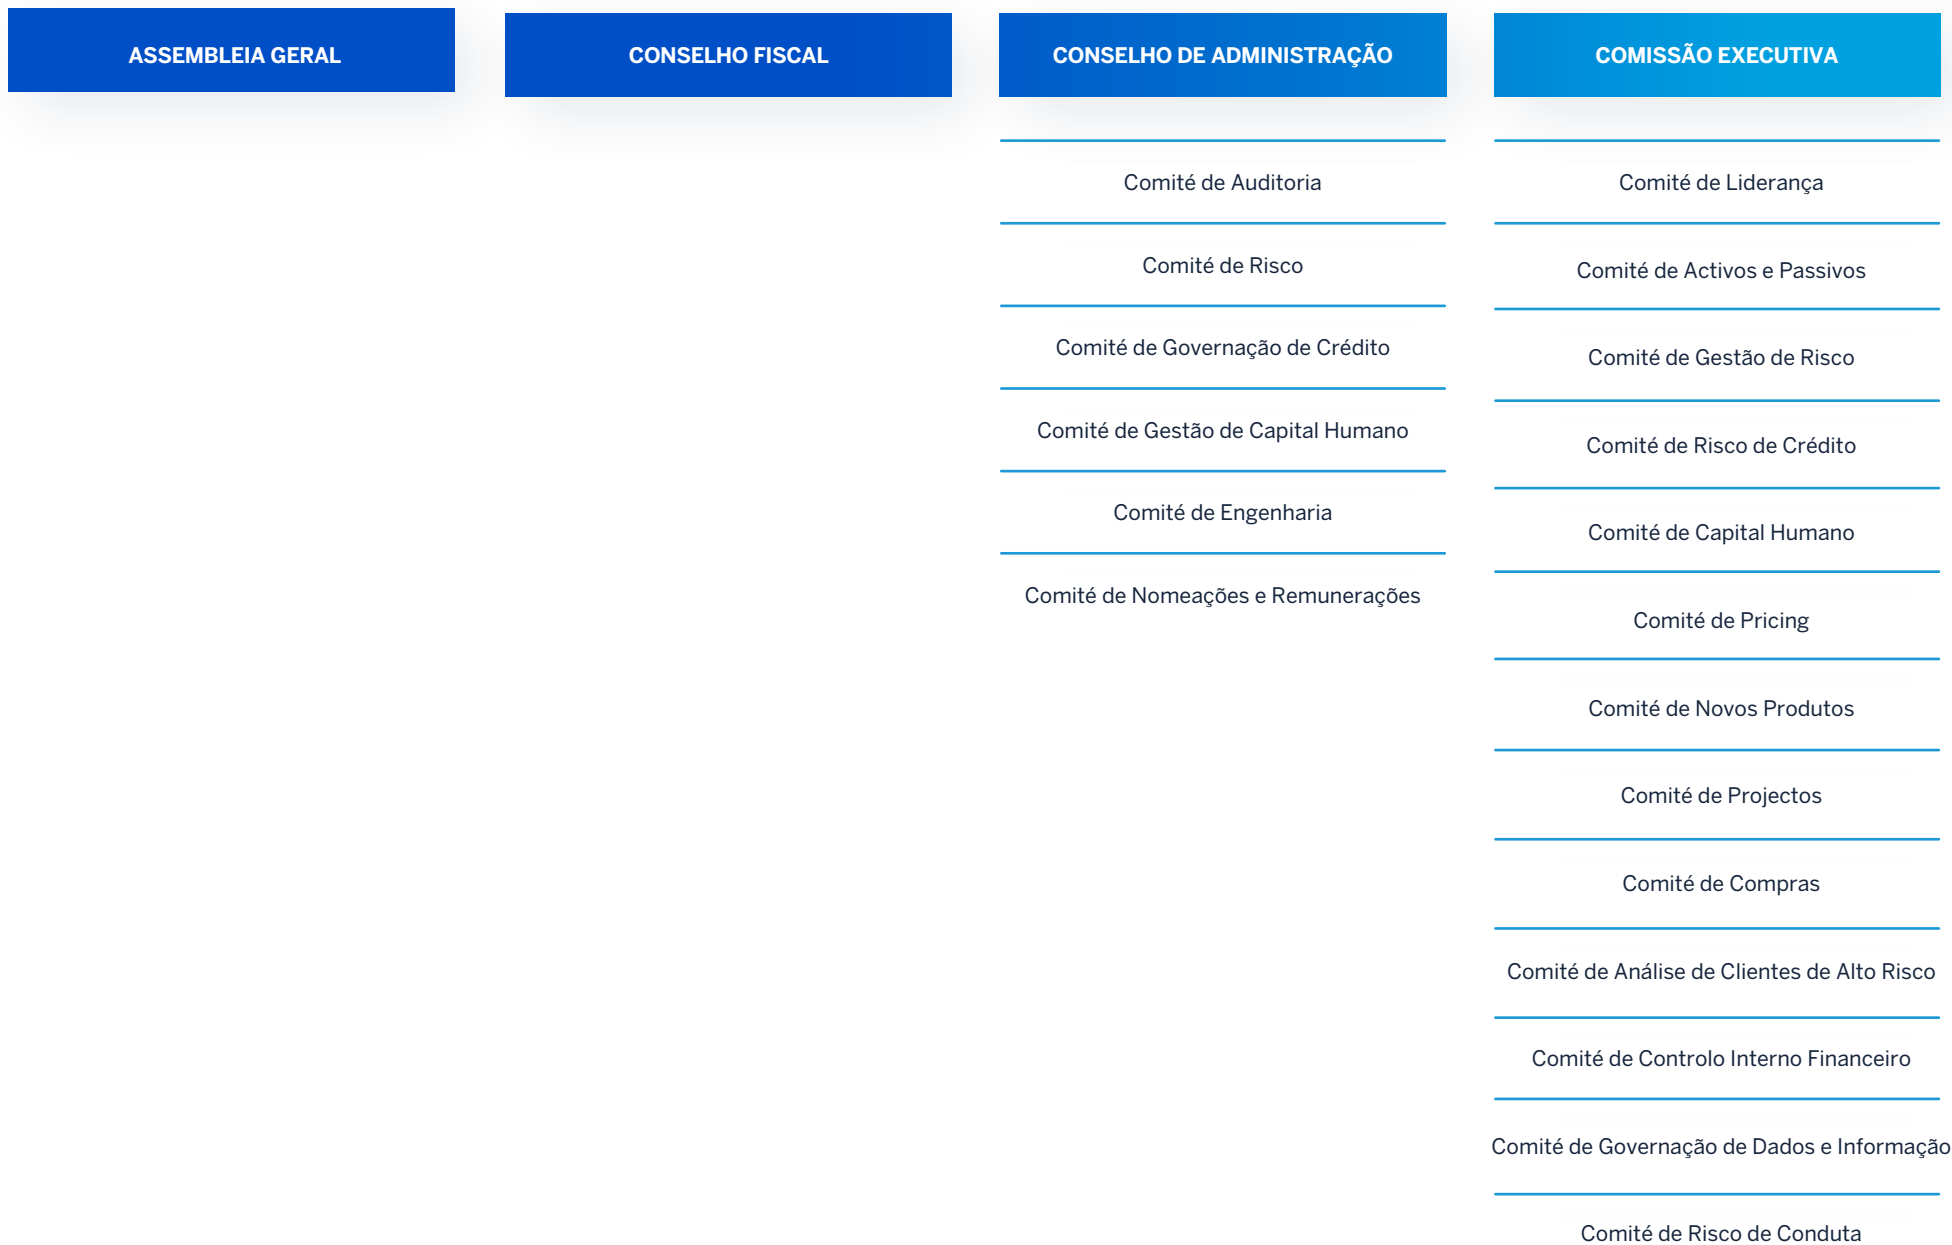 ASSEMBLEIA GERAL
CONSELHO FISCAL
CONSELHO DE ADMINISTRAÇÃO
Comité de Auditoria
Comité de Risco
Comité de Governação de Crédito
Comité de Gestão de Capital Humano
Comité de Engenharia
Comité de Nomeações e Remunerações
COMISSÃO EXECUTIVA
Comité de Liderança
Comité de Activos e Passivos
Comité de Gestão de Risco
Comité de Risco de Crédito
Comité de Capital Humano
Comité de Pricing
Comité de Novos Produtos
Comité de Projectos
Comité de Compras
Comité de Análise de Clientes de Alto Risco
Comité de Controlo Interno Financeiro
Comité de Governação de Dados e Informação
Comité de Risco de Conduta